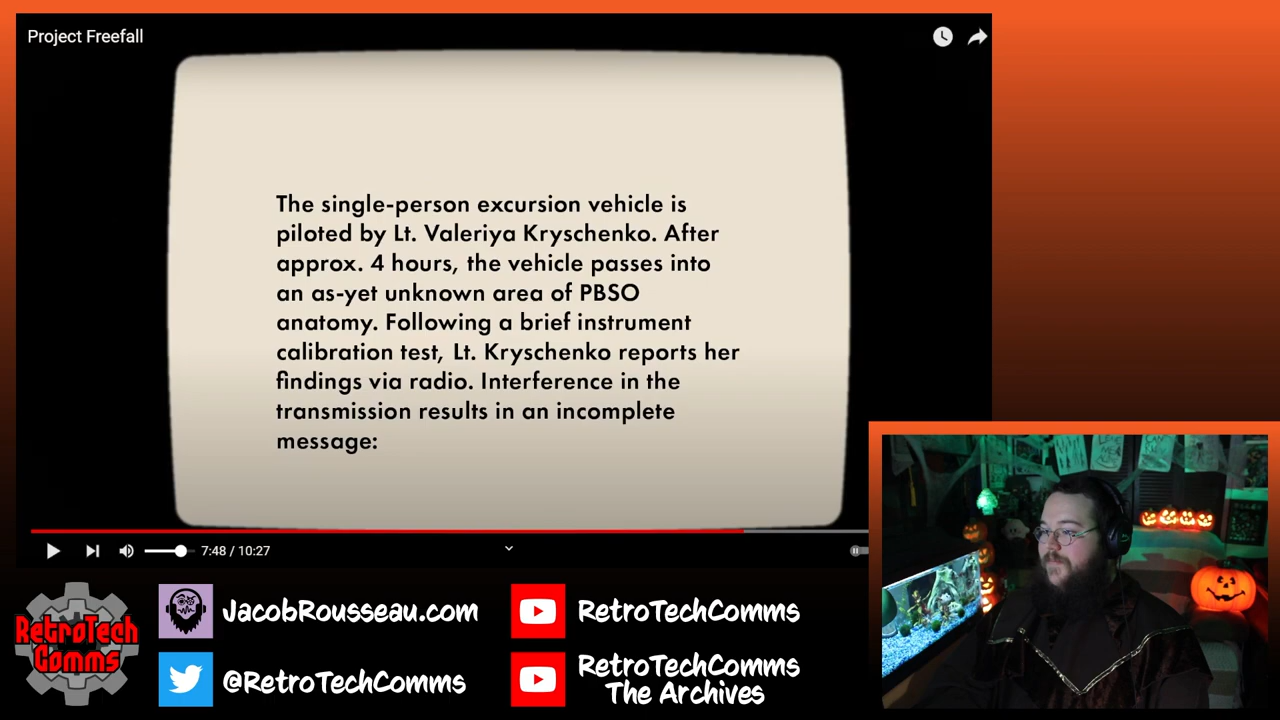 Project Freefall
The single-person excursion vehicle is
piloted by Lt. Valeriya Kryschenko. After
approx. 4 hours, the vehicle passes into
an as-yet unknown area of PBSO
anatomy. Following a brief instrument
calibration test, Lt. Kryschenko reports her
findings via radio. Interference in the
transmission results in an incomplete
message:
7:48 / 10:27
RetroTech
Comms
JacobRousseau.com
@RetroTechComms
RetroTechComms
RetroTechComms
The Archives